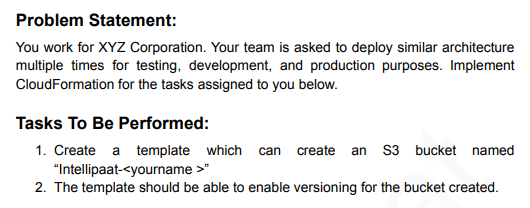 Problem Statement:
You work for XYZ Corporation. Your team is asked to deploy similar architecture
multiple times for testing, development, and production purposes. Implement
CloudFormation for the tasks assigned to you below.
Tasks To Be Performed:
1. Create a template which can create an S3 bucket named
“Intellipaat-<yourname >”
2. The template should be able to enable versioning for the bucket created.